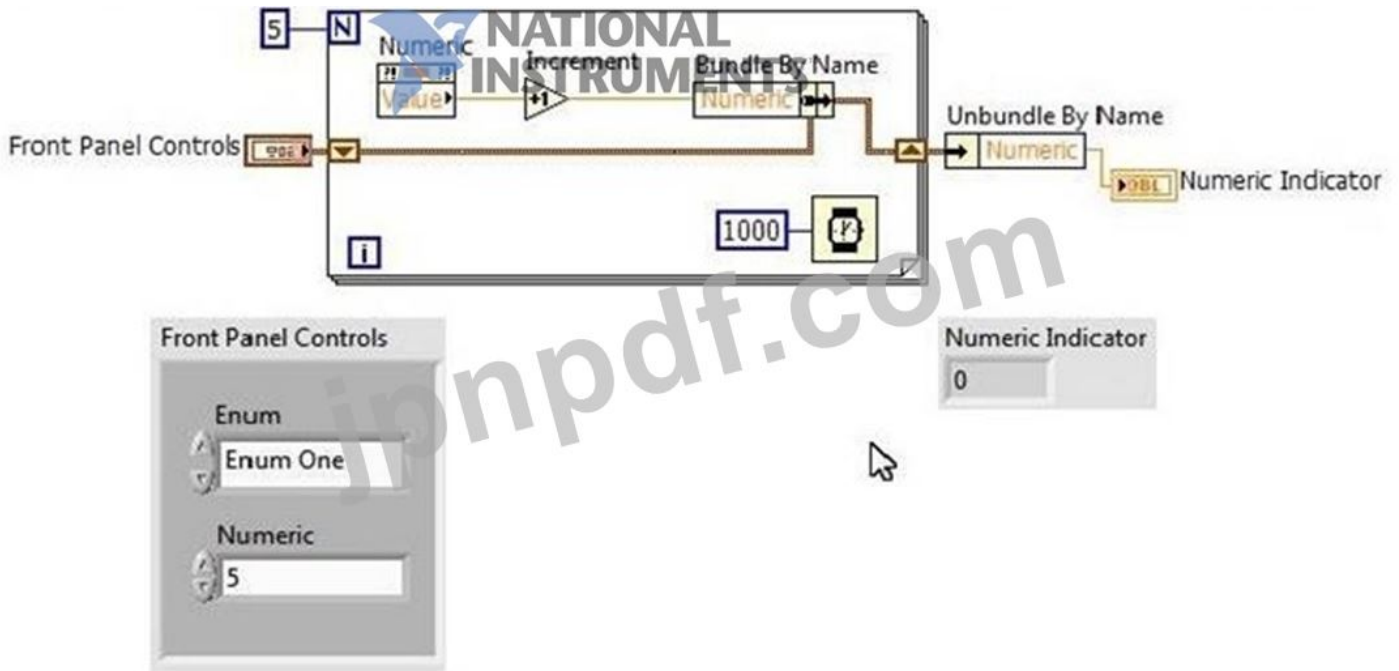 5
N
NATIONAL
INSTRUMENTS
Numeric
Value
Increment
+1
Bundle By Name
Numeric
Front Panel Controls
Unbundle By Name
Numeric
DBL
Numeric Indicator
1000
i
Front Panel Controls
Enum
Enum One
Numeric
5
Numeric Indicator
0
jpnpdf.com